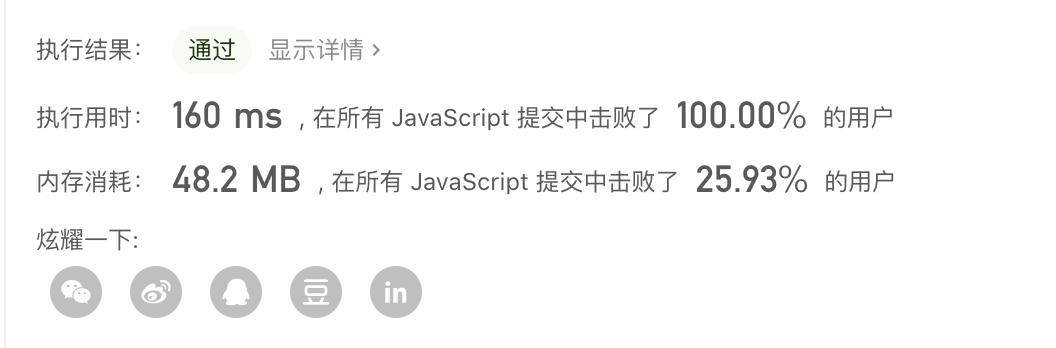 执行结果： 通过 显示详情 >
执行用时： 160 ms , 在所有 JavaScript 提交中击败了 100.00% 的用户
内存消耗： 48.2 MB , 在所有 JavaScript 提交中击败了 25.93% 的用户
炫耀一下:
豆 in